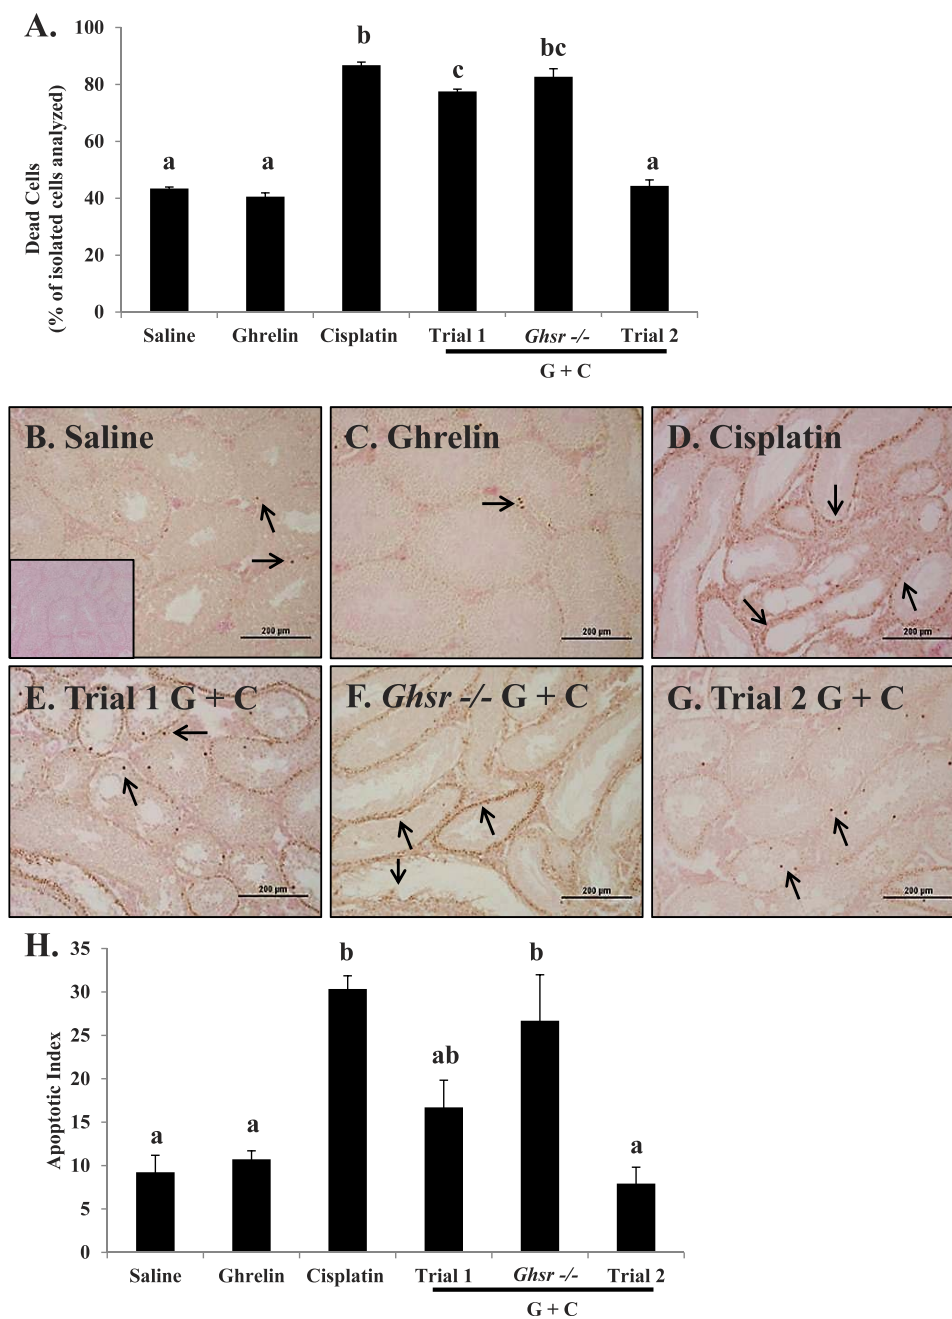 A.
Dead Cells
(% of isolated cells analyzed)
100
80
60
40
20
0
a
a
b
c
bc
a
Saline Ghrelin Cisplatin Trial 1 Ghsr -/- Trial 2
G + C
B. Saline
200 µm
C. Ghrelin
200 µm
D. Cisplatin
200 µm
E. Trial 1 G + C
200 µm
F. Ghsr -/- G + C
200 µm
G. Trial 2 G + C
200 µm
H.
Apoptotic Index
35
30
25
20
15
10
5
0
a
a
b
ab
b
a
Saline Ghrelin Cisplatin Trial 1 Ghsr -/- Trial 2
G + C